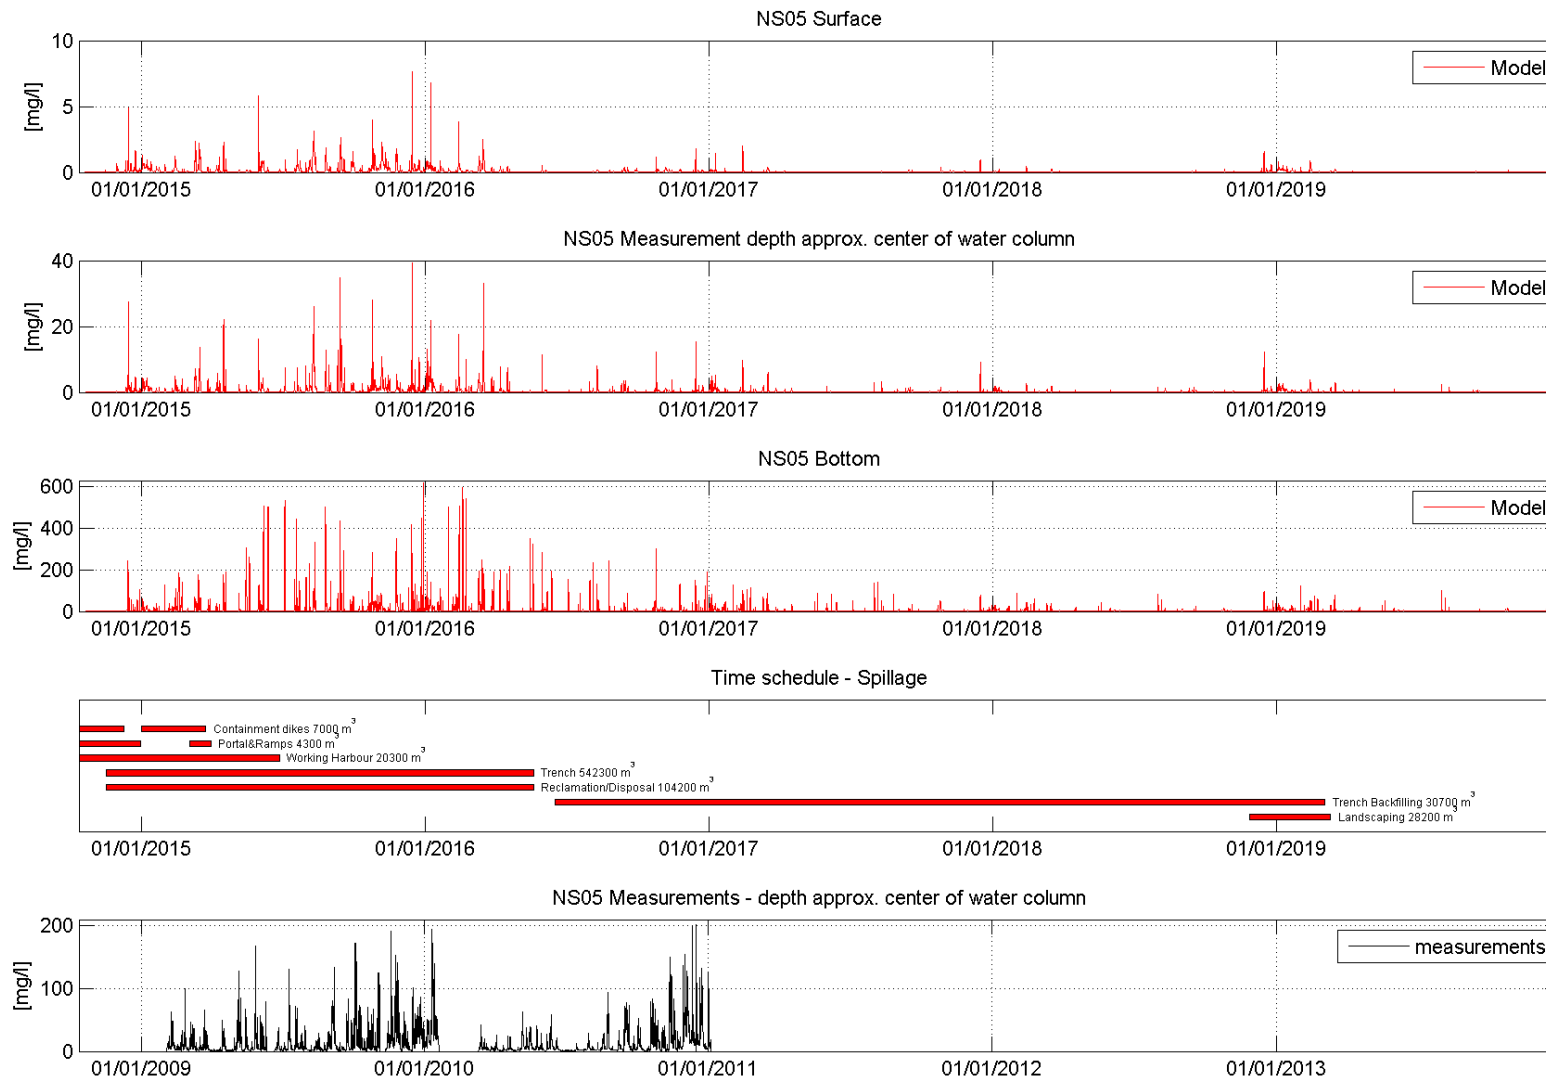 NS05 Surface
10
5
0
[mg/l]
Model
01/01/2015 01/01/2016 01/01/2017 01/01/2018 01/01/2019
NS05 Measurement depth approx. center of water column
40
20
0
[mg/l]
Model
01/01/2015 01/01/2016 01/01/2017 01/01/2018 01/01/2019
NS05 Bottom
600
400
200
0
[mg/l]
Model
01/01/2015 01/01/2016 01/01/2017 01/01/2018 01/01/2019
Time schedule - Spillage
Containment dikes 7000 m³
Portal&Ramps 4300 m³
Working Harbour 20300 m³
Trench 542300 m³
Reclamation/Disposal 104200 m³
Trench Backfilling 30700 m³
Landscaping 28200 m³
01/01/2015 01/01/2016 01/01/2017 01/01/2018 01/01/2019
NS05 Measurements - depth approx. center of water column
200
100
0
[mg/l]
measurements
01/01/2009 01/01/2010 01/01/2011 01/01/2012 01/01/2013